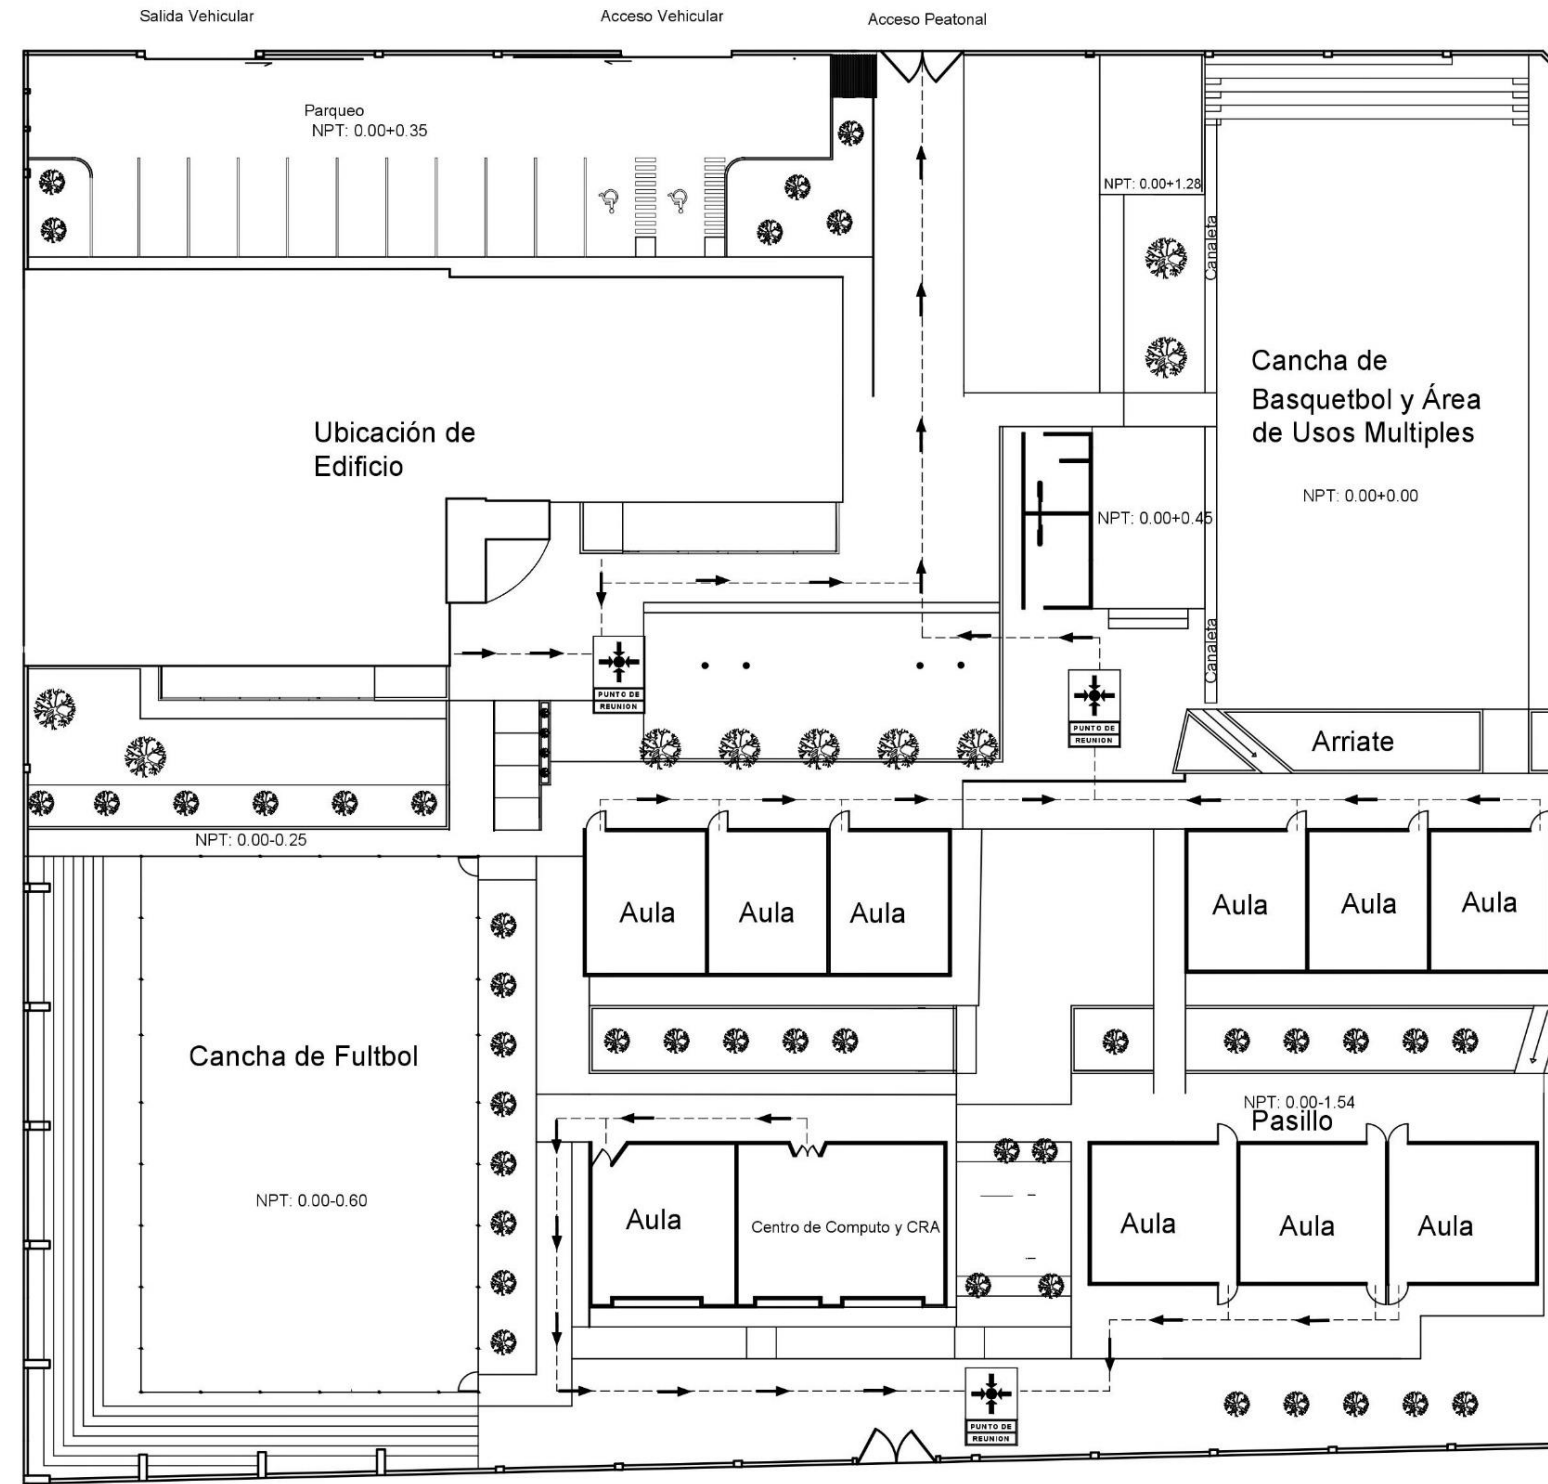 Salida Vehicular
Acceso Vehicular
Acceso Peatonal
Parqueo
NPT: 0.00+0.35
NPT: 0.00+1.28
Canaleta
Cancha de
Basquetbol y Área
de Usos Multiples
NPT: 0.00+0.00
Ubicación de
Edificio
NPT: 0.00+0.45
Canaleta
PUNTO DE
REUNION
PUNTO DE
REUNION
Arriate
NPT: 0.00-0.25
Aula
Aula
Aula
Aula
Aula
Aula
Cancha de Fultbol
NPT: 0.00-0.60
NPT: 0.00-1.54
Pasillo
Aula
Centro de Computo y CRA
Aula
Aula
Aula
PUNTO DE
REUNION